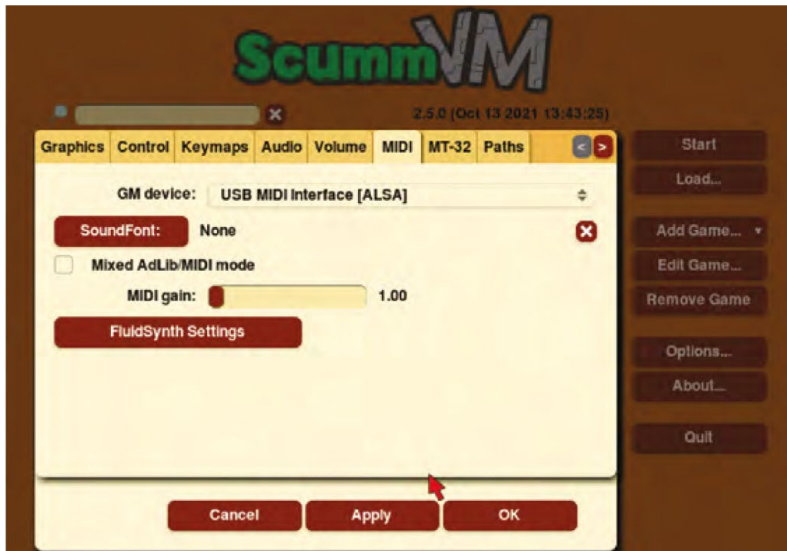 ScummVM
2.5.0 (Oct 13 2021 13:43:25)
Graphics Control Keymaps Audio Volume MIDI MT-32 Paths < >
GM device: USB MIDI Interface [ALSA]
SoundFont: None
Mixed AdLib/MIDI mode
MIDI gain: 1.00
FluidSynth Settings
Cancel Apply OK
Start
Load...
Add Game...
Edit Game...
Remove Game
Options...
About...
Quit